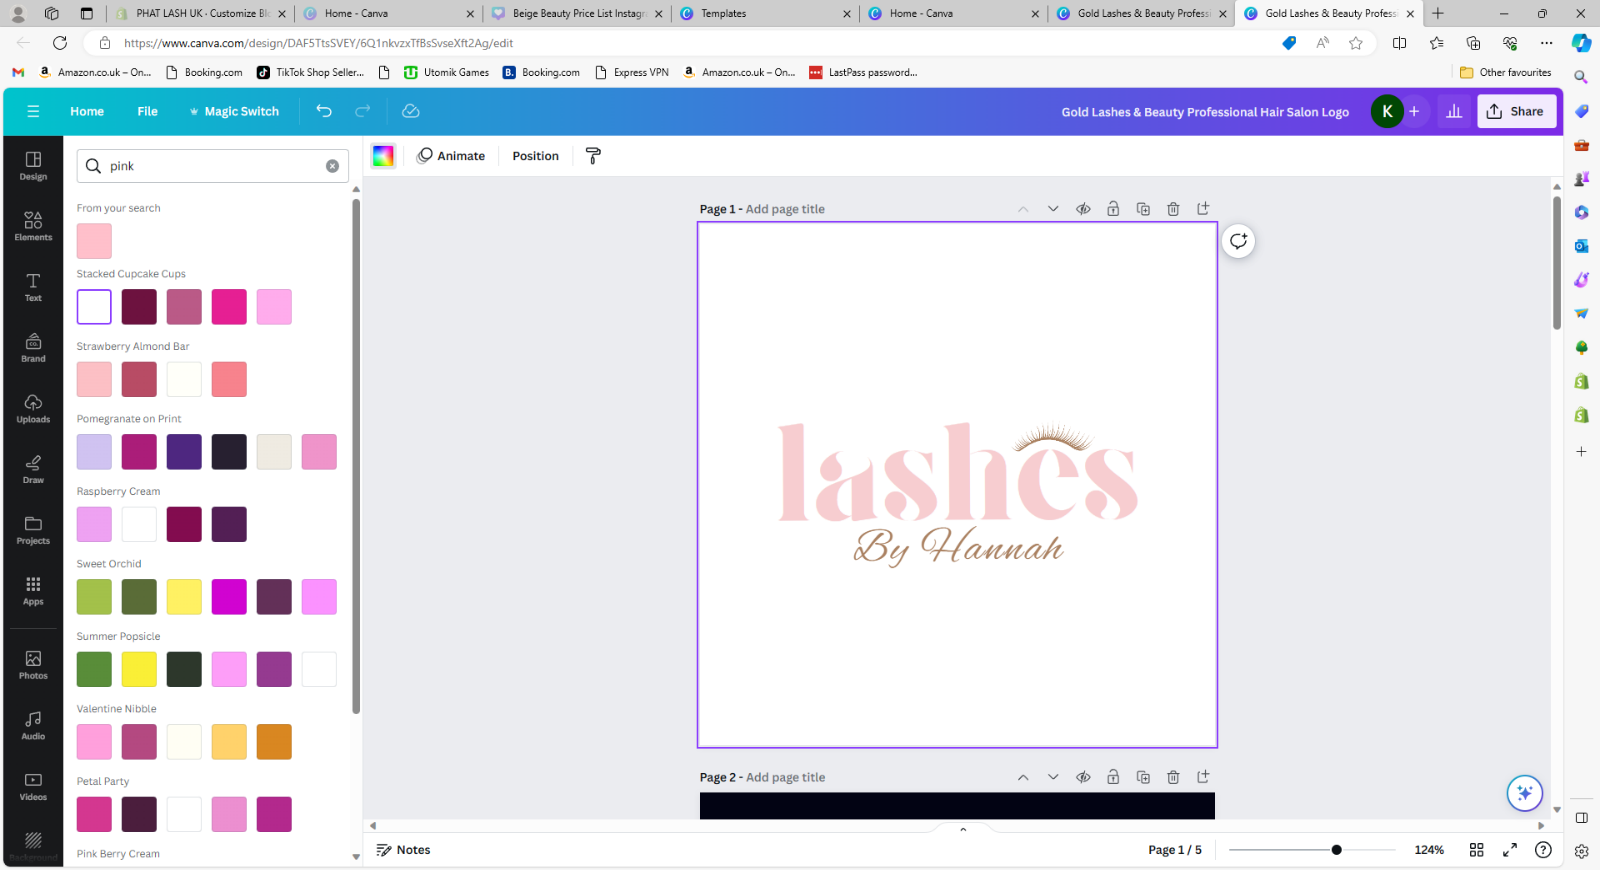 PHAT LASH UK · Customize Bl
Home - Canva
Beige Beauty Price List Instagr
Templates
Home - Canva
Gold Lashes & Beauty Professi
Gold Lashes & Beauty Profess
https://www.canva.com/design/DAF5TtsSVEY/6Q1nkvzxTfBsSvseXft2Ag/edit
Amazon.co.uk – On...
Booking.com
TikTok Shop Seller...
Utomik Games
Booking.com
Express VPN
Amazon.co.uk – On...
LastPass password...
Other favourites
Home
File
Magic Switch
Gold Lashes & Beauty Professional Hair Salon Logo
K
Share
Design
Elements
Text
Brand
Uploads
Draw
Projects
Apps
Photos
Audio
Videos
Background
pink
From your search
Stacked Cupcake Cups
Strawberry Almond Bar
Pomegranate on Print
Raspberry Cream
Sweet Orchid
Summer Popsicle
Valentine Nibble
Petal Party
Pink Berry Cream
Animate
Position
Page 1 - Add page title
lashes
By Hannah
Page 2 - Add page title
Notes
Page 1 / 5
124%